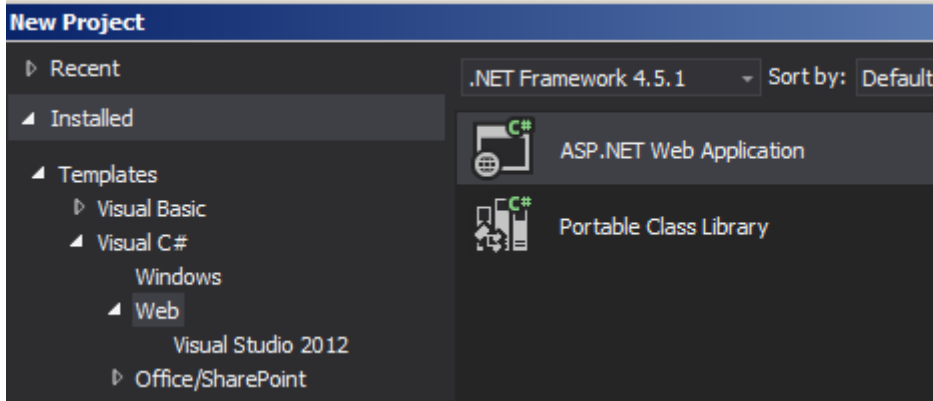 New Project
Recent
Installed
Templates
Visual Basic
Visual C#
Windows
Web
Visual Studio 2012
Office/SharePoint
.NET Framework 4.5.1 Sort by: Default
C# ASP.NET Web Application
C# Portable Class Library